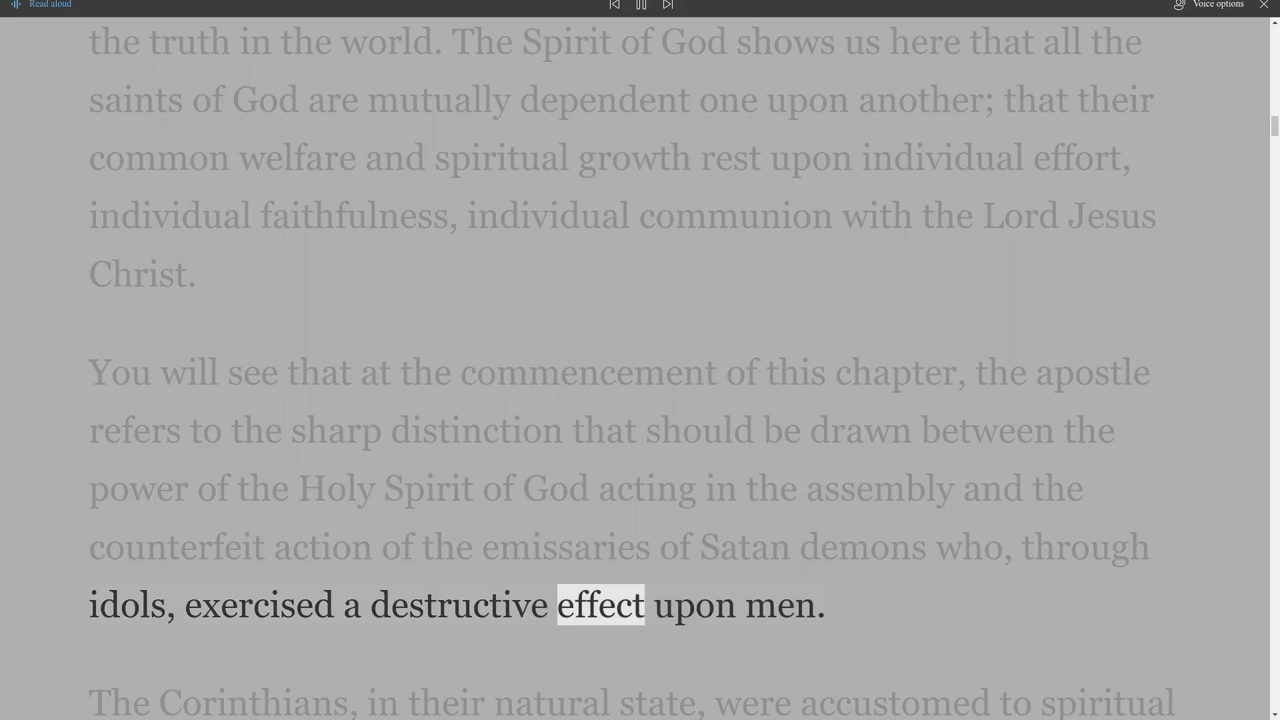 Read aloud
Voice options
the truth in the world. The Spirit of God shows us here that all the
saints of God are mutually dependent one upon another; that their
common welfare and spiritual growth rest upon individual effort,
individual faithfulness, individual communion with the Lord Jesus
Christ.
You will see that at the commencement of this chapter, the apostle
refers to the sharp distinction that should be drawn between the
power of the Holy Spirit of God acting in the assembly and the
counterfeit action of the emissaries of Satan demons who, through
idols, exercised a destructive effect upon men.
The Corinthians, in their natural state, were accustomed to spiritual